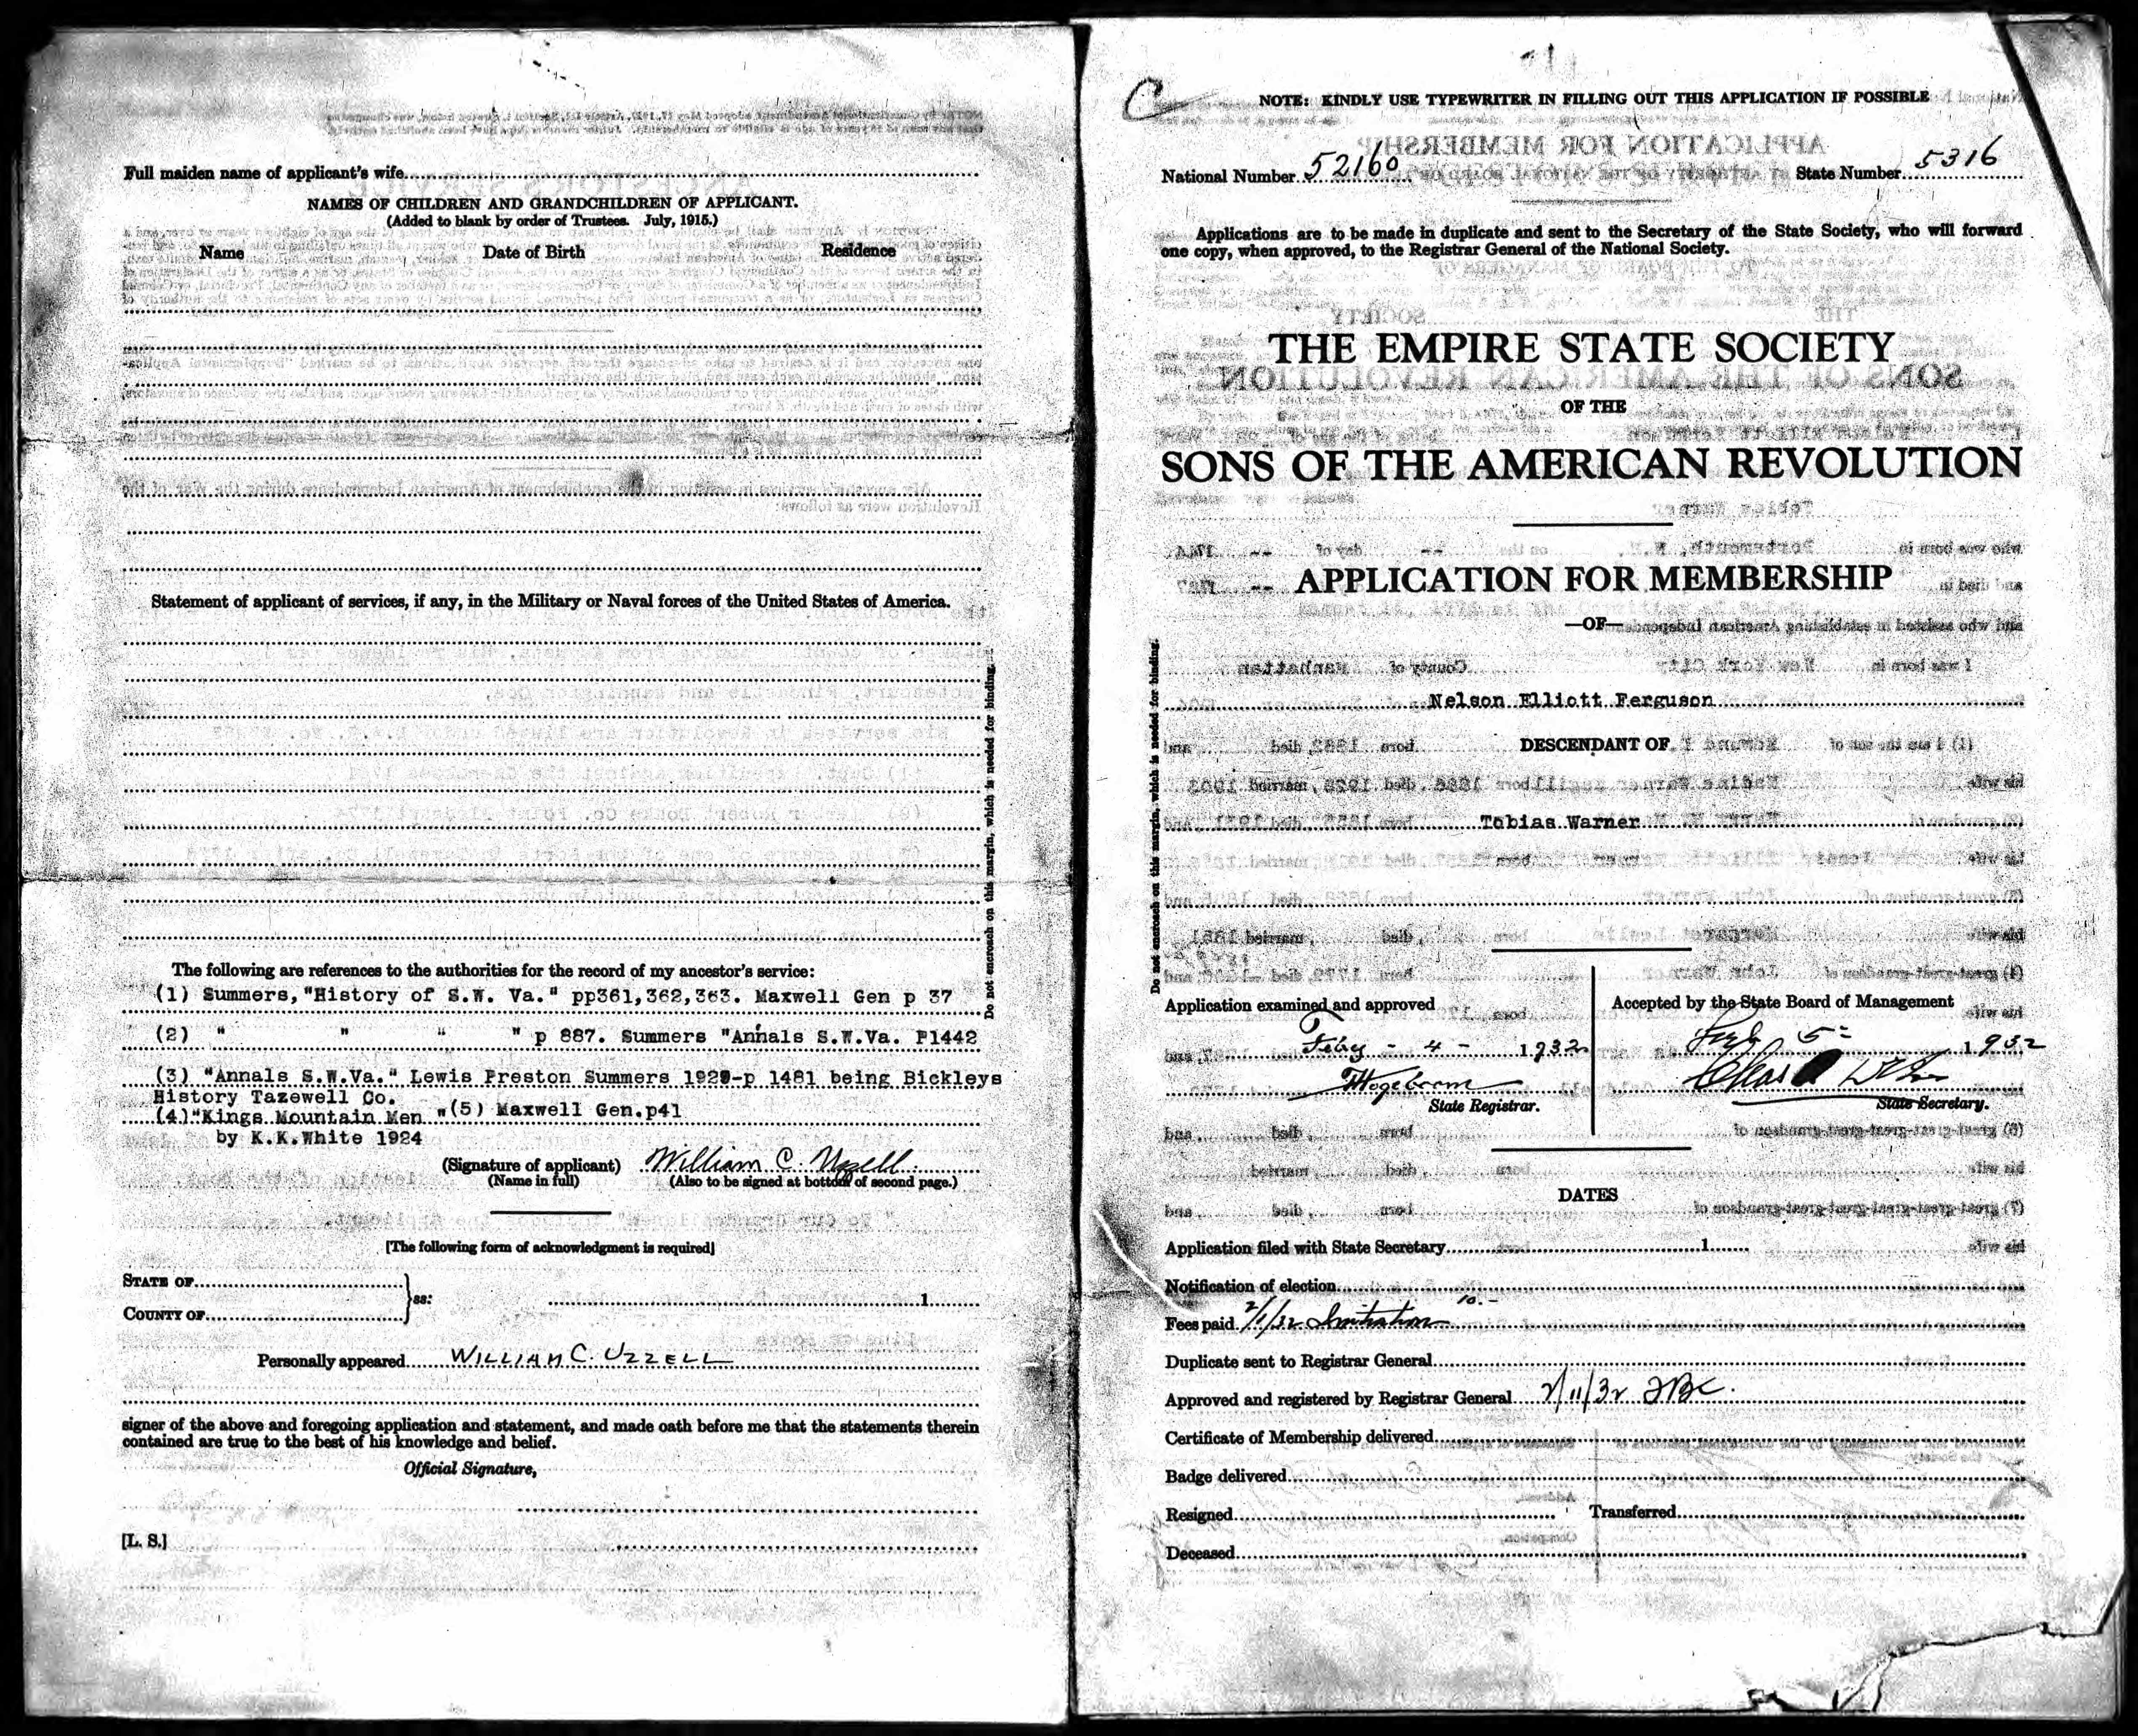 Full maiden name of applicant's wife
NAMES OF CHILDREN AND GRANDCHILDREN OF APPLICANT.
(Added to blank by order of Trustees. July, 1915.)
Name Date of Birth Residence
Statement of applicant of services, if any, in the Military or Naval forces of the United States of America.
Do not encroach on this margin, which is needed for binding.
The following are references to the authorities for the record of my ancestor's service:
(1) Summers, "History of S.W. Va." pp361,362,363. Maxwell Gen p 37
(2) " " " " p 887. Summers "Annals S.W.Va. P1442
(3) "Annals S.W.Va." Lewis Preston Summers 1929-p 1481 being Bickleys
History Tazewell Co.
(4) "Kings Mountain Men " (5) Maxwell Gen.p41
by K.K.White 1924
(Signature of applicant) William C. Uzzell
(Name in full) (Also to be signed at bottom of second page.)
[The following form of acknowledgment is required]
STATE OF
ss: 1
COUNTY OF
Personally appeared WILLIAM C. UZZELL
signer of the above and foregoing application and statement, and made oath before me that the statements therein
contained are true to the best of his knowledge and belief.
Official Signature,
[L. S.]
C
NOTE: KINDLY USE TYPEWRITER IN FILLING OUT THIS APPLICATION IF POSSIBLE
National Number 52160 State Number 5316
Applications are to be made in duplicate and sent to the Secretary of the State Society, who will forward
one copy, when approved, to the Registrar General of the National Society.
THE EMPIRE STATE SOCIETY
OF THE
SONS OF THE AMERICAN REVOLUTION
APPLICATION FOR MEMBERSHIP
—OF—
Nelson Elliott Ferguson
DESCENDANT OF
Tobias Warner
Do not encroach on this margin, which is needed for binding.
Application examined and approved
Feby - 4 - 1932
Hogeboom
State Registrar.
Accepted by the State Board of Management
5 1932
Chas
State Secretary.
DATES
Application filed with State Secretary 1
Notification of election
Fees paid 2/1/32 Initiation 10.-
Duplicate sent to Registrar General
Approved and registered by Registrar General 2/11/32 FBC.
Certificate of Membership delivered
Badge delivered
Resigned Transferred
Deceased